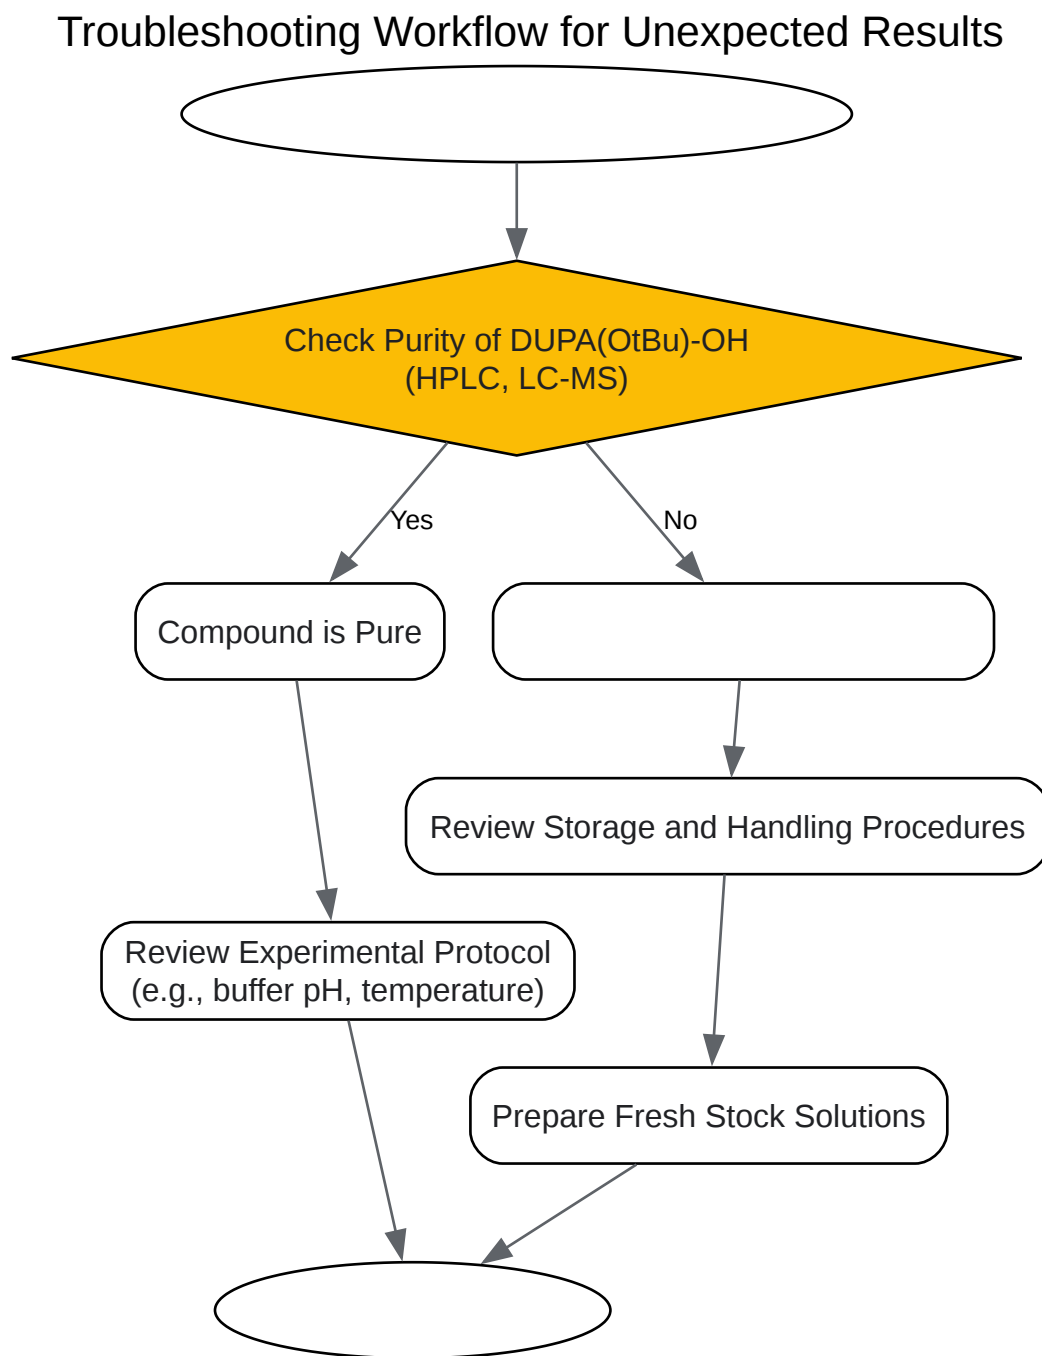 Troubleshooting Workflow for Unexpected Results
Check Purity of DUPA(OtBu)-OH
(HPLC, LC-MS)
Yes
No
Compound is Pure
Review Storage and Handling Procedures
Review Experimental Protocol
(e.g., buffer pH, temperature)
Prepare Fresh Stock Solutions